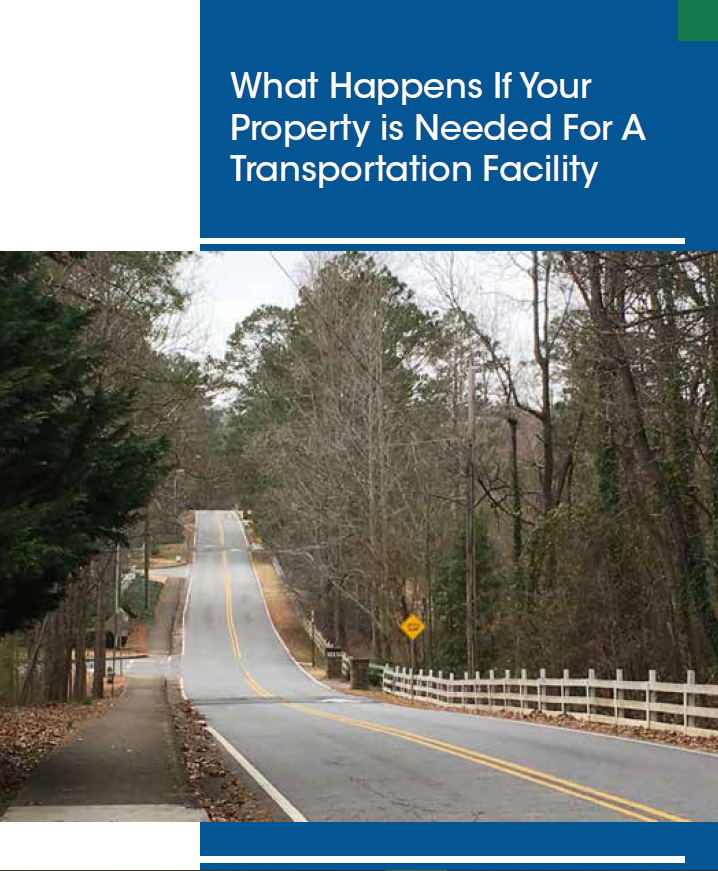 What Happens If Your
Property is Needed For A
Transportation Facility